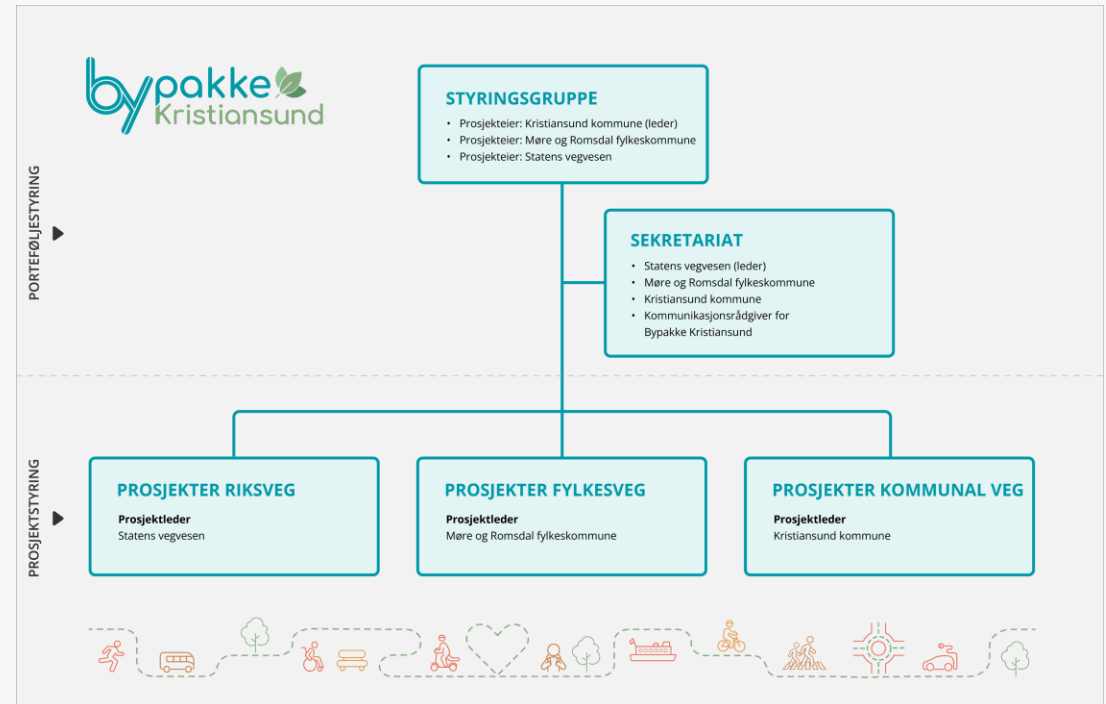 bypakke
Kristiansund
STYRINGSGRUPPE
• Prosjekteier: Kristiansund kommune (leder)
• Prosjekteier: Møre og Romsdal fylkeskommune
• Prosjekteier: Statens vegvesen
PORTEFØLJESTYRING
SEKRETARIAT
• Statens vegvesen (leder)
• Møre og Romsdal fylkeskommune
• Kristiansund kommune
• Kommunikasjonsrådgiver for
Bypakke Kristiansund
PROSJEKTSTYRING
PROSJEKTER RIKSVEG
Prosjektleder
Statens vegvesen
PROSJEKTER FYLKESVEG
Prosjektleder
Møre og Romsdal fylkeskommune
PROSJEKTER KOMMUNAL VEG
Prosjektleder
Kristiansund kommune